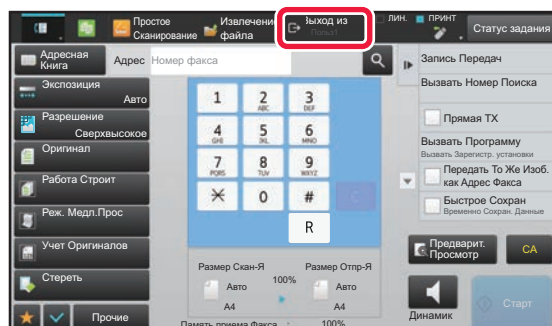 Простое
Сканирование
Извлечение
файла
Выход из
Польз1
ЛИН.
ПРИНТ
Статус задания
Адресная
Книга
Адрес
Номер факса
Запись Передач
Экспозиция
Авто
Вызвать Номер Поиска
Разрешение
Сверхвысокое
Прямая TX
Оригинал
Вызвать Программу
Вызвать Зарегистр. установки
Работа Строит
Передать То Же Изоб.
как Адрес Факса
Реж. Медл.Прос
Быстрое Сохран
Временно Сохран. Данные
Учет Оригиналов
Стереть
Прочие
1
2
ABC
3
DEF
4
GHI
5
JKL
6
MNO
7
PQRS
8
TUV
9
WXYZ
0
#
C
R
Размер Скан-Я
Размер Отпр-Я
100%
Авто
A4
Авто
A4
Память приема Факса : 100%
Предварит.
Просмотр
CA
Динамик
Старт